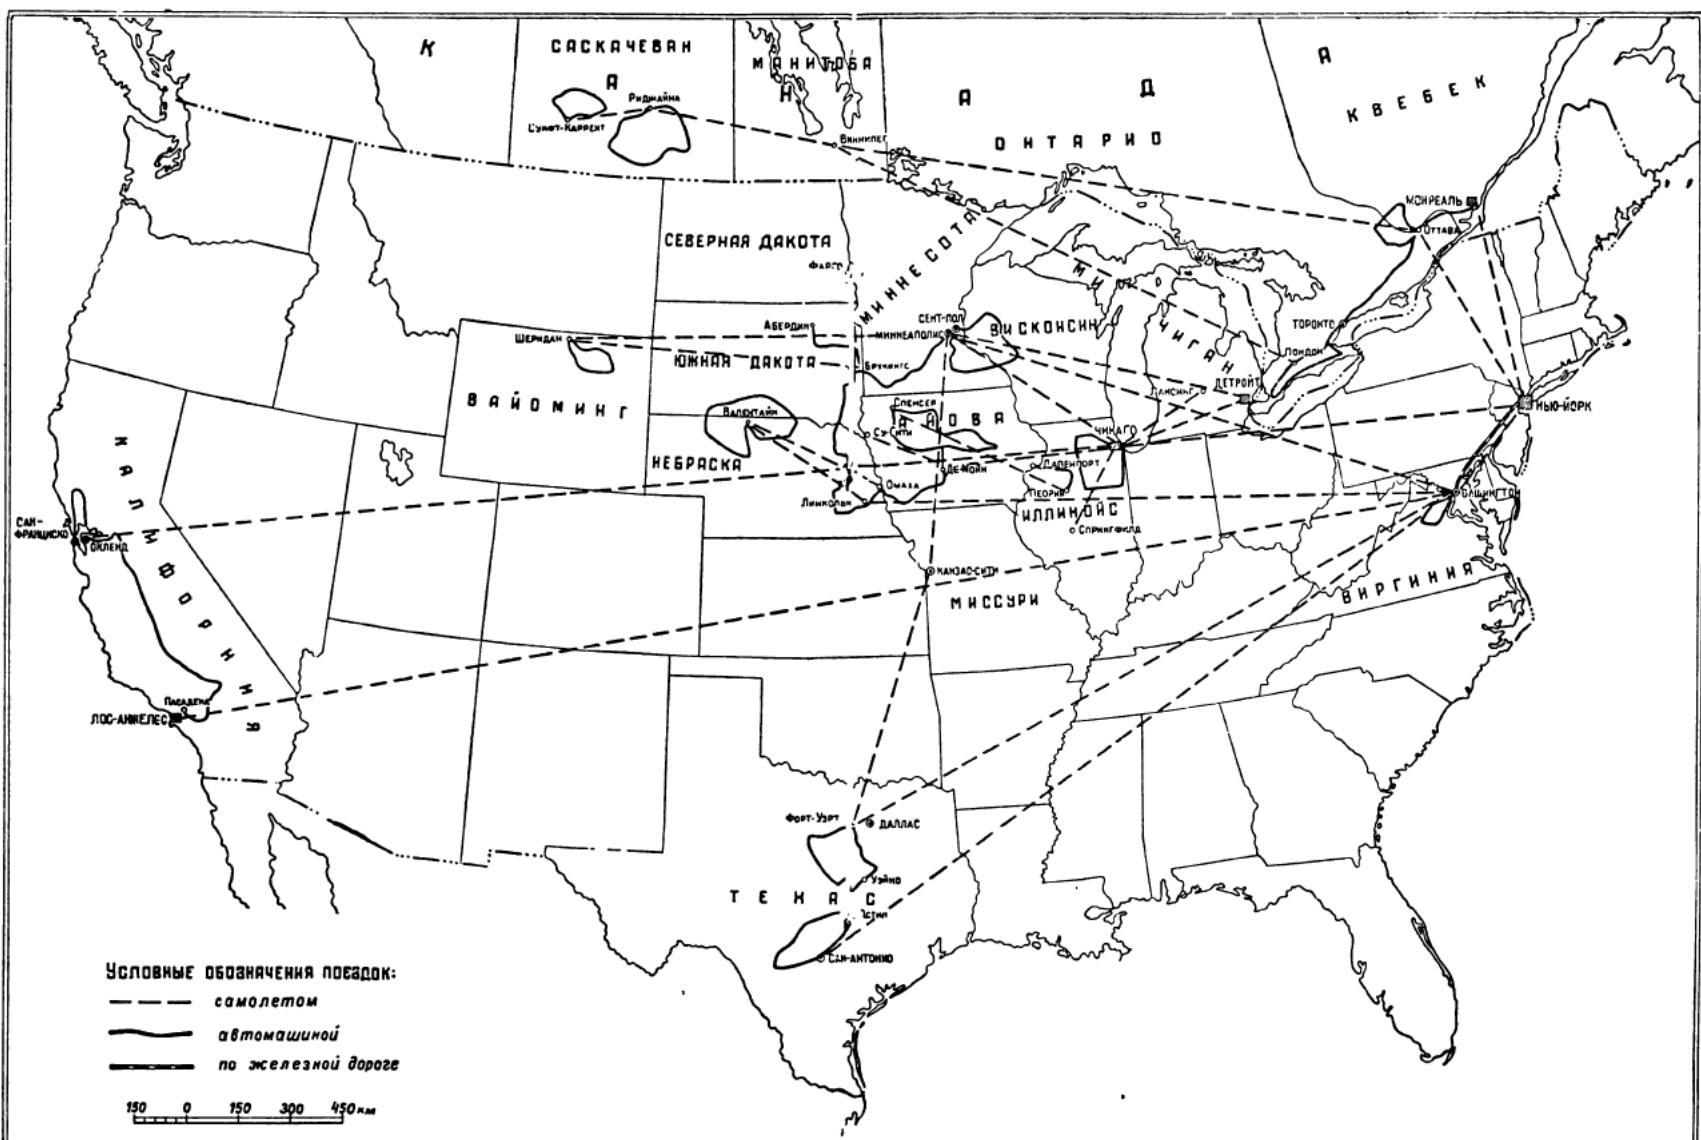 КАНАДА
САСКАЧЕВАН
МАНИТОБА
ОНТАРИО
КВЕБЕК
РИДЖАЙНА
СУИФТ-КАРРЕНТ
ВИННИПЕГ
МОНРЕАЛЬ
ОТТАВА
ТОРОНТО
ЛОНДОН
СЕВЕРНАЯ ДАКОТА
ФАРГО
МИННЕСОТА
МИЧИГАН
ВИСКОНСИН
СЕНТ-ПОЛ
МИННЕАПОЛИС
АБЕРДИН
ШЕРИДАН
БРУКИНГС
ЮЖНАЯ ДАКОТА
ВАЙОМИНГ
ВАЛЕНТАЙН
СПЕНСЕР
АЙОВА
СУ-СИТИ
НЕБРАСКА
ДЕ-МОЙН
ОМАХА
ЛИНКОЛЬН
ЛАНСИНГ
ДЕТРОЙТ
ЧИКАГО
ДАВЕНПОРТ
ПЕОРИЯ
ИЛЛИНОЙС
СПРИНГФИЛД
НЬЮ-ЙОРК
ВАШИНГТОН
ВИРГИНИЯ
КАНЗАС-СИТИ
МИССУРИ
КАЛИФОРНИЯ
САН-
ФРАНЦИСКО
ОКЛЕНД
ПАСАДЕНА
ЛОС-АНЖЕЛЕС
ФОРТ-УЭРТ
ДАЛЛАС
УЭЙКО
ТЕХАС
САН-АНТОНИО
УСЛОВНЫЕ ОБОЗНАЧЕНИЯ ПОЕЗДОК:
самолетом
автомашиной
по железной дороге
150 0 150 300 450 км